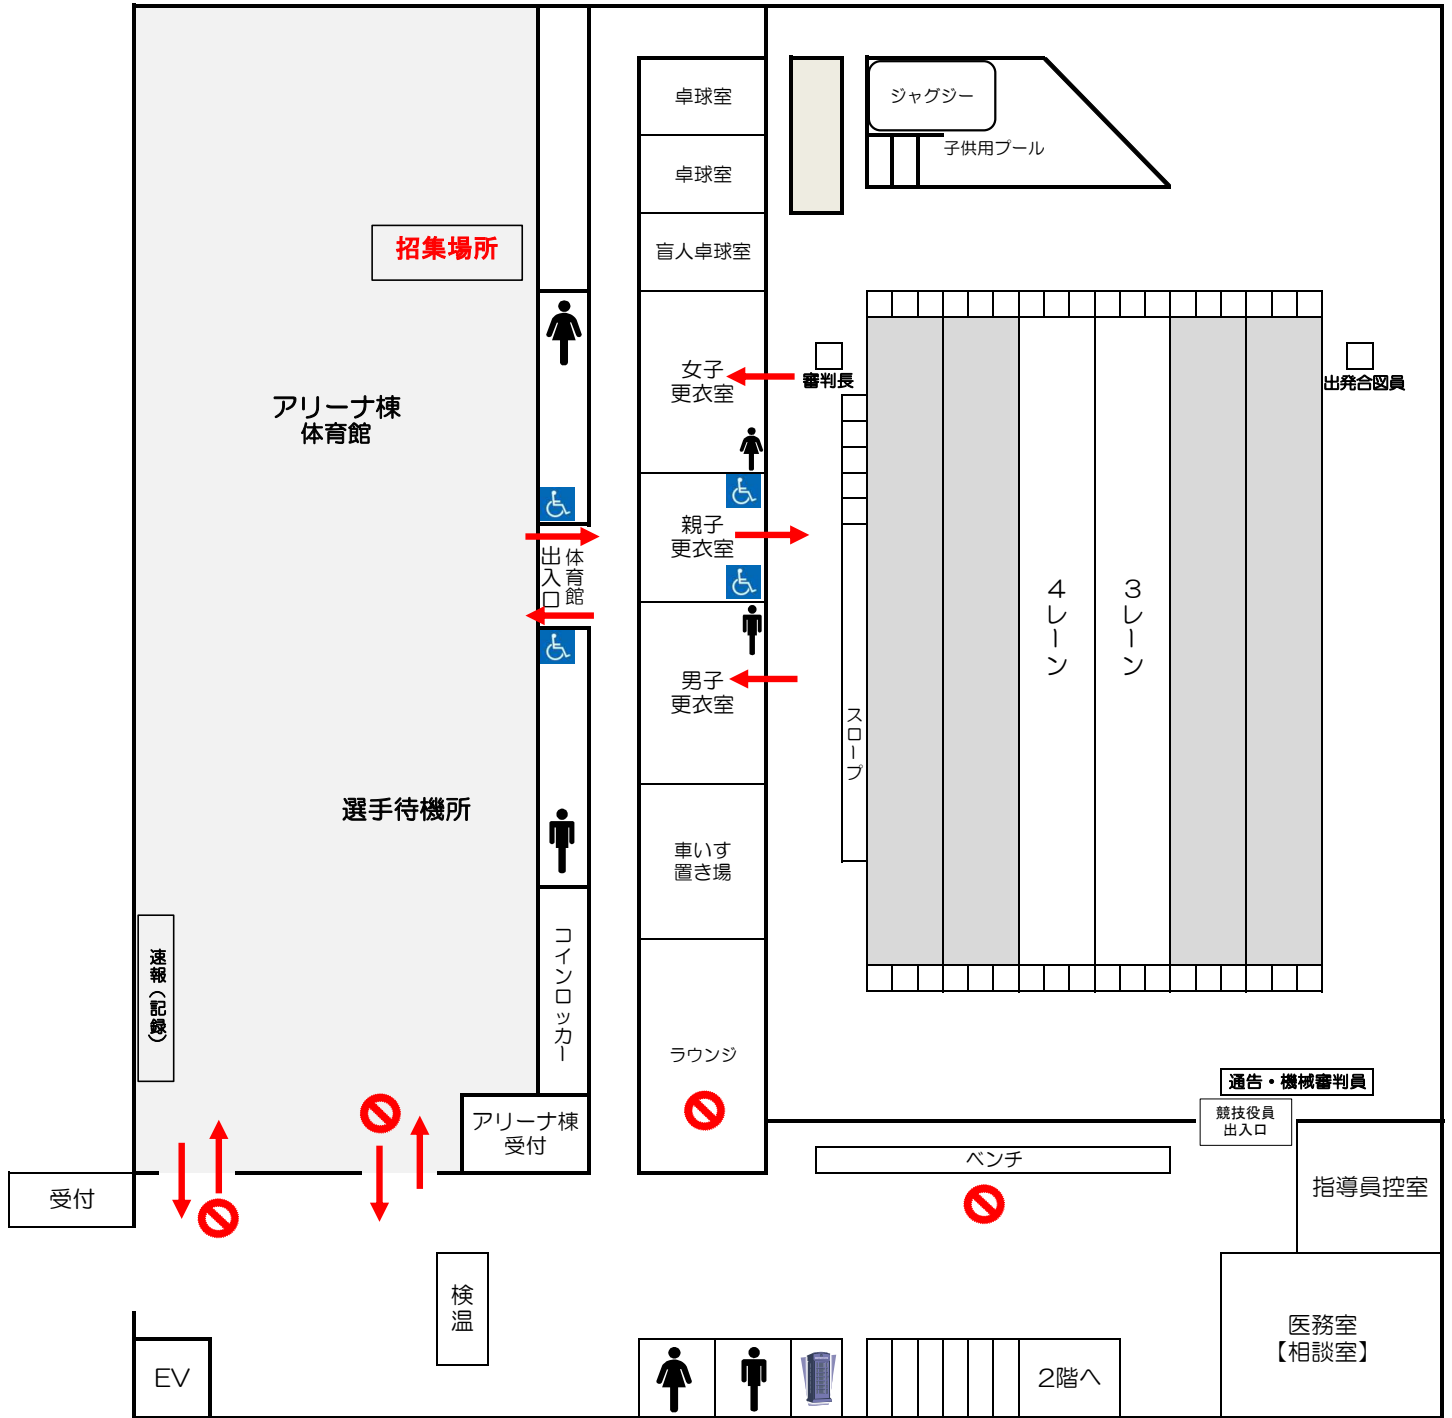 卓球室
ジャグジー
子供用プール
卓球室
招集場所
盲人卓球室
女子
更衣室
審判長
出発合図員
アリーナ棟
体育館
親子
更衣室
体育館
出入口
4レーン
3レーン
男子
更衣室
スロープ
選手待機所
車いす
置き場
速報（記録）
コインロッカー
ラウンジ
通告・機械審判員
競技役員
出入口
アリーナ棟
受付
ベンチ
受付
指導員控室
検温
医務室
【相談室】
EV
2階へ